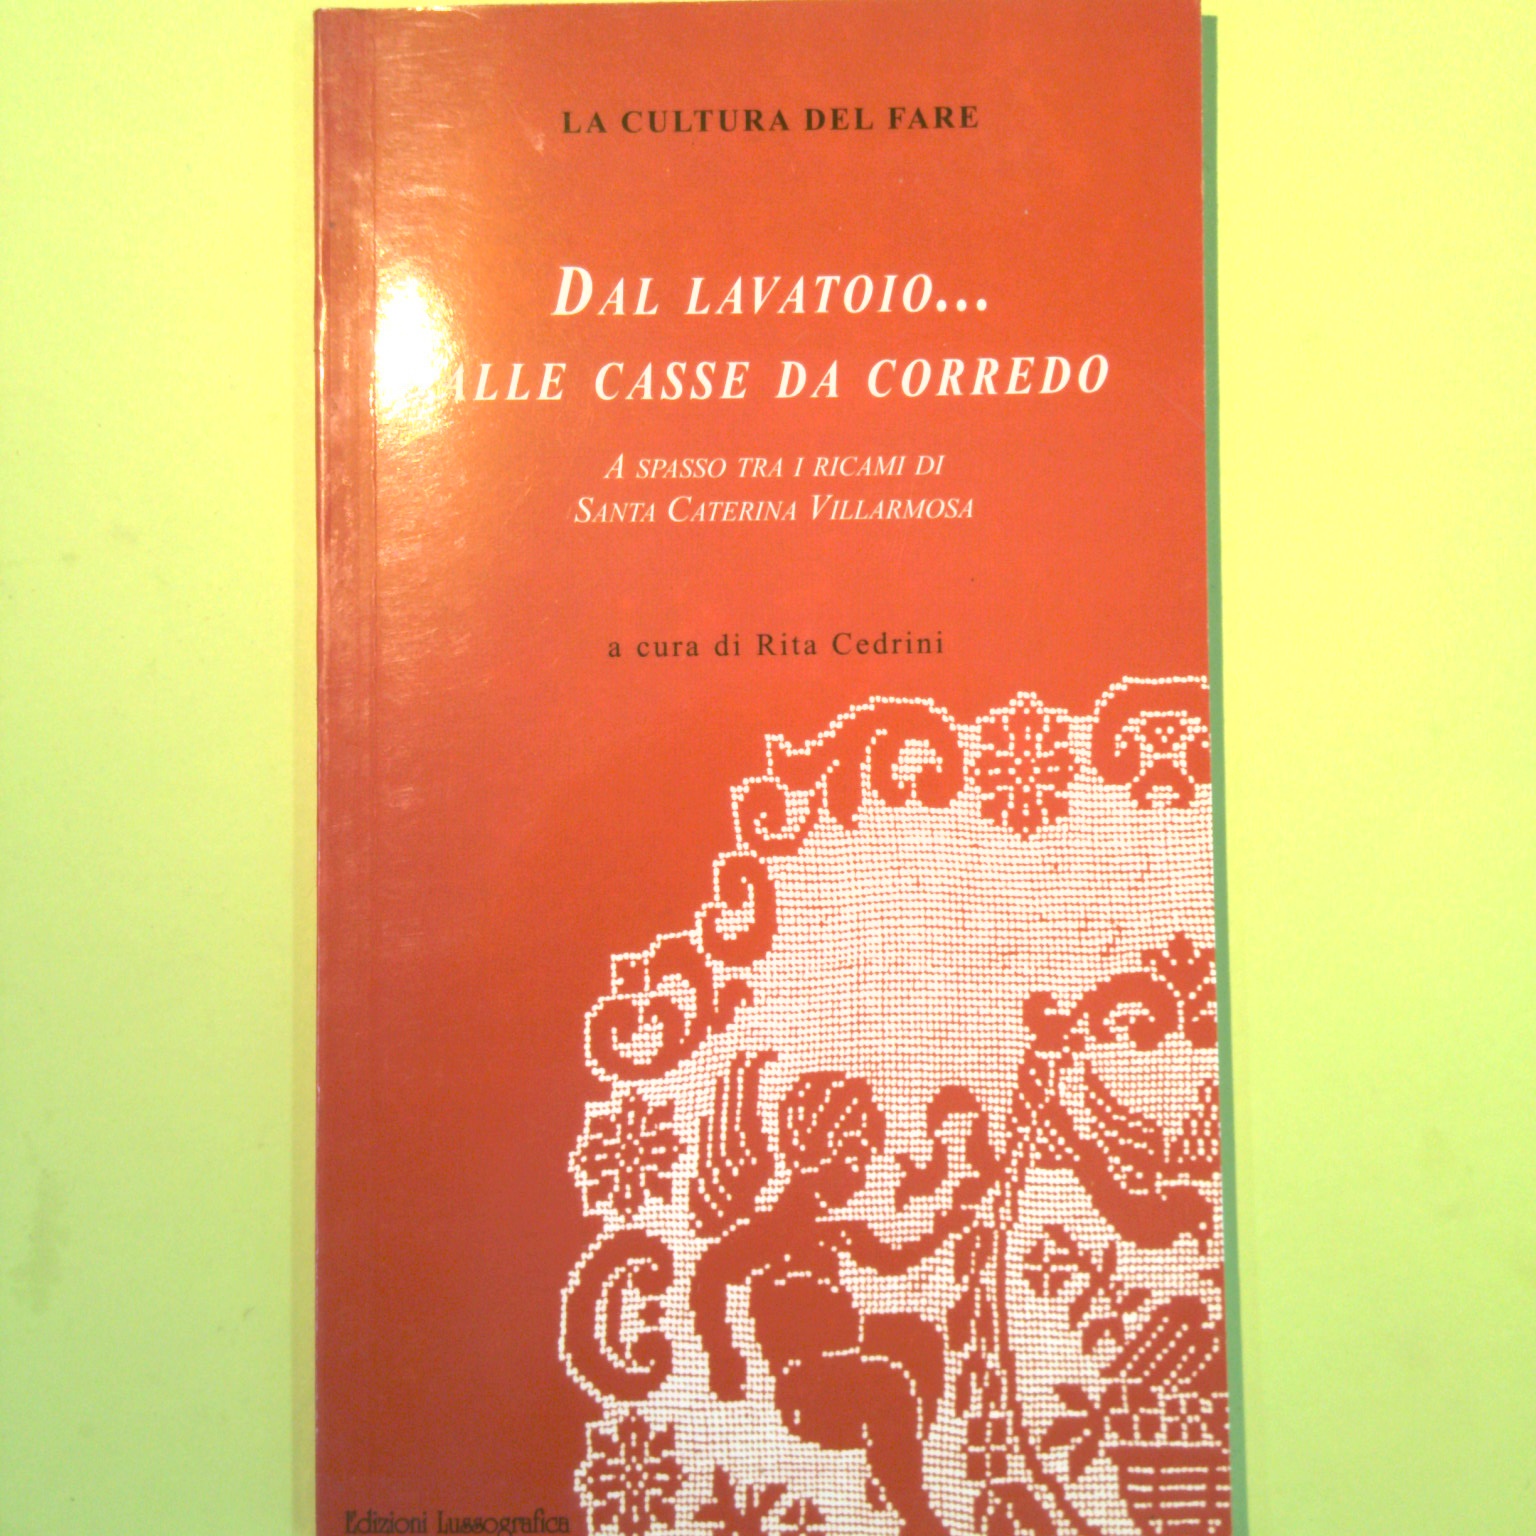 LA CULTURA DEL FARE
DAL LAVATOIO...
ALLE CASSE DA CORREDO
A SPASSO TRA I RICAMI DI
SANTA CATERINA VILLARMOSA
a cura di Rita Cedrini
Edizioni Lussografica